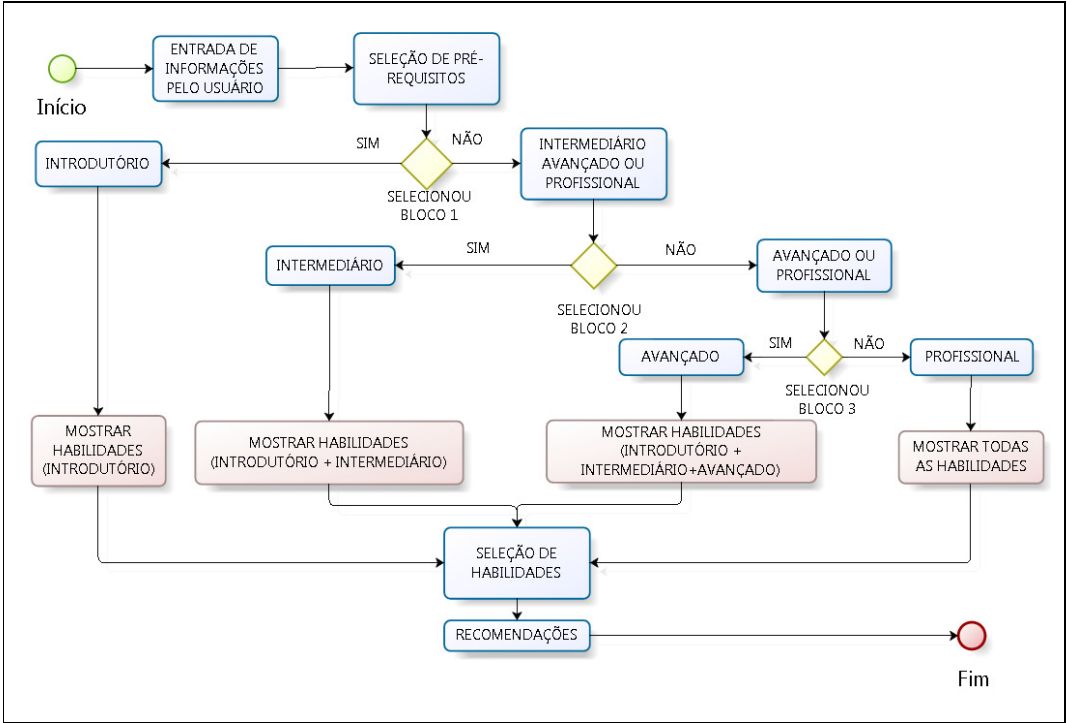 ENTRADA DE
INFORMAÇÕES
PELO USUÁRIO
SELEÇÃO DE PRÉ-
REQUISITOS
Início
SIM
NÃO
INTRODUTÓRIO
INTERMEDIÁRIO
AVANÇADO OU
PROFISSIONAL
SELECIONOU
BLOCO 1
SIM
NÃO
INTERMEDIÁRIO
AVANÇADO OU
PROFISSIONAL
SELECIONOU
BLOCO 2
SIM
NÃO
AVANÇADO
PROFISSIONAL
SELECIONOU
BLOCO 3
MOSTRAR
HABILIDADES
(INTRODUTÓRIO)
MOSTRAR HABILIDADES
(INTRODUTÓRIO + INTERMEDIÁRIO)
MOSTRAR HABILIDADES
(INTRODUTÓRIO +
INTERMEDIÁRIO+AVANÇADO)
MOSTRAR TODAS
AS HABILIDADES
SELEÇÃO DE
HABILIDADES
RECOMENDAÇÕES
Fim